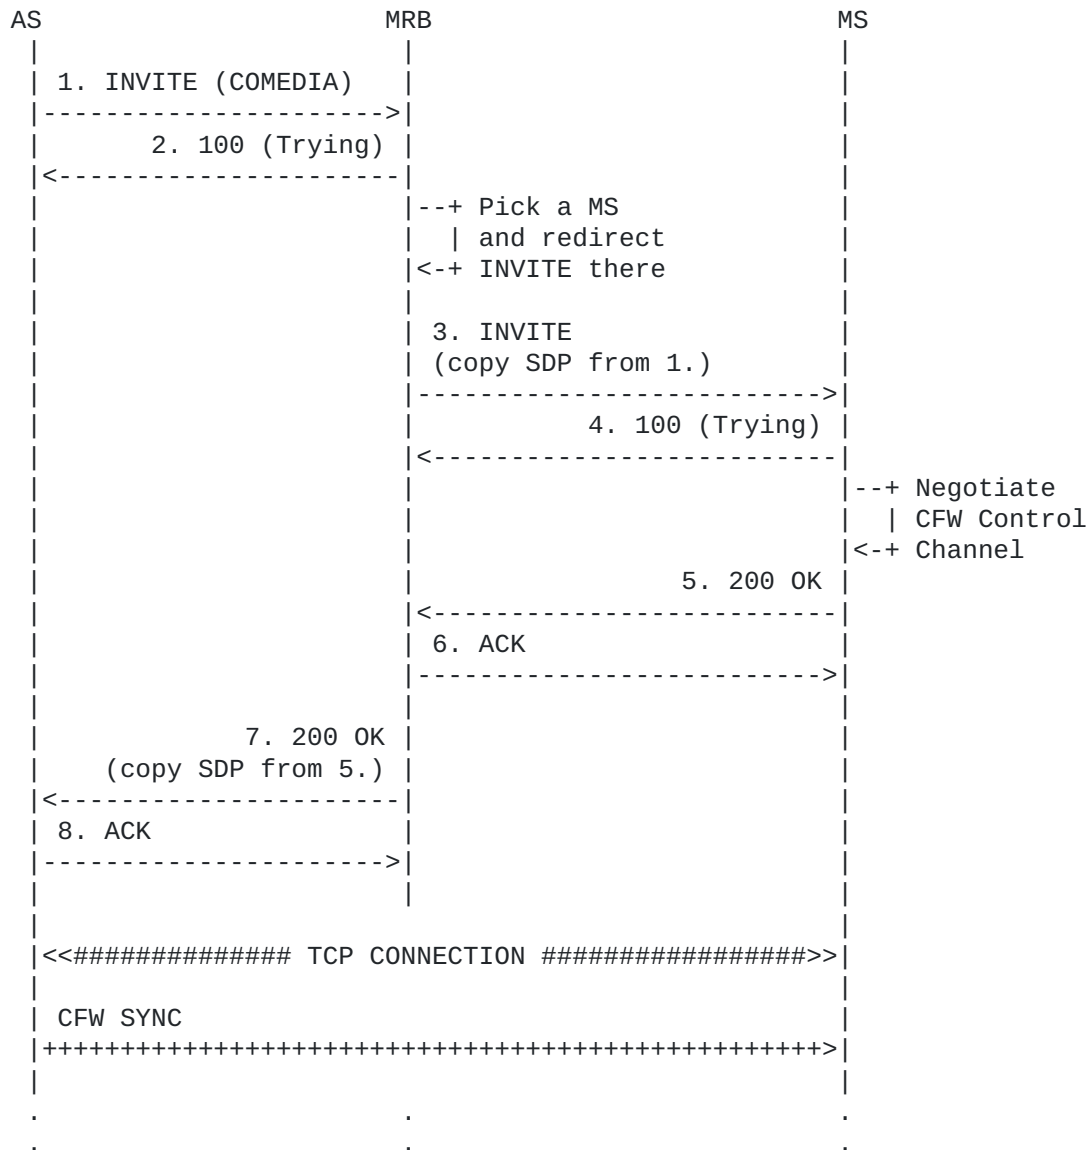 AS MRB MS
1. INVITE (COMEDIA)
2. 100 (Trying)
--+ Pick a MS
| and redirect
<-+ INVITE there
3. INVITE
(copy SDP from 1.)
4. 100 (Trying)
--+ Negotiate
| CFW Control
<-+ Channel
5. 200 OK
6. ACK
7. 200 OK
(copy SDP from 5.)
8. ACK
<<############## TCP CONNECTION #################>>
CFW SYNC
++++++++++++++++++++++++++++++++++++++++++++++++++>